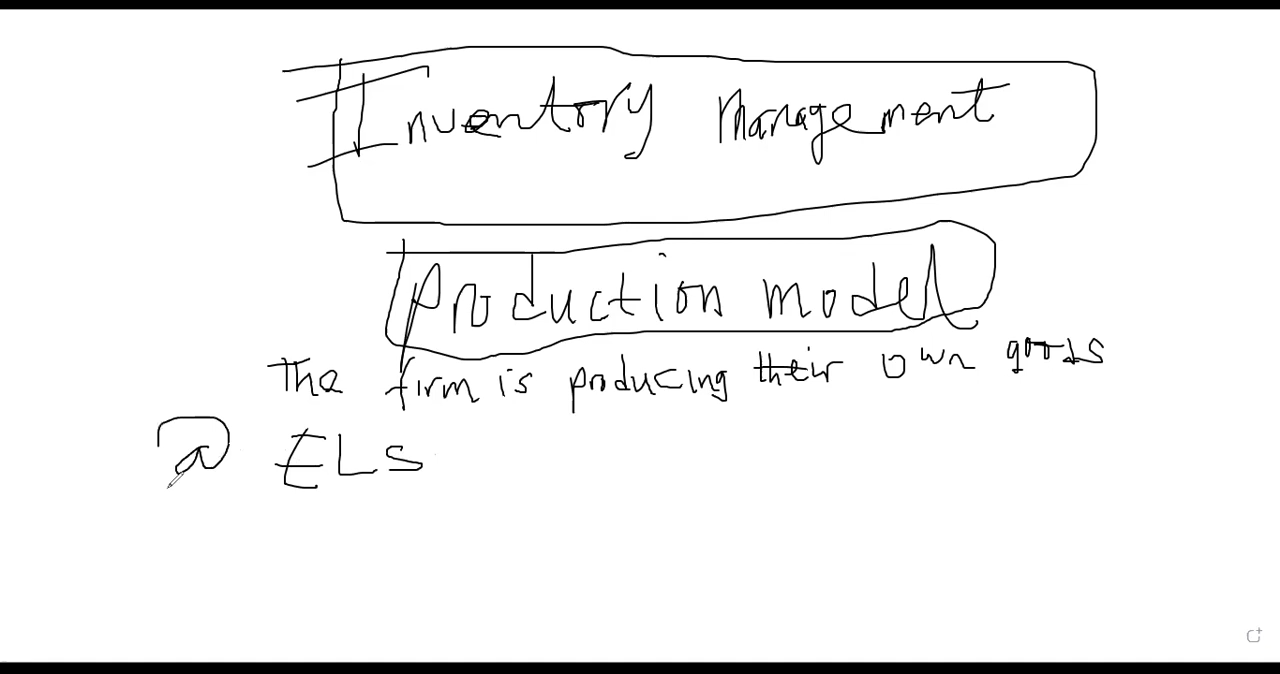 Inventory management
Production model
The firm is producing their own goods
a ELS